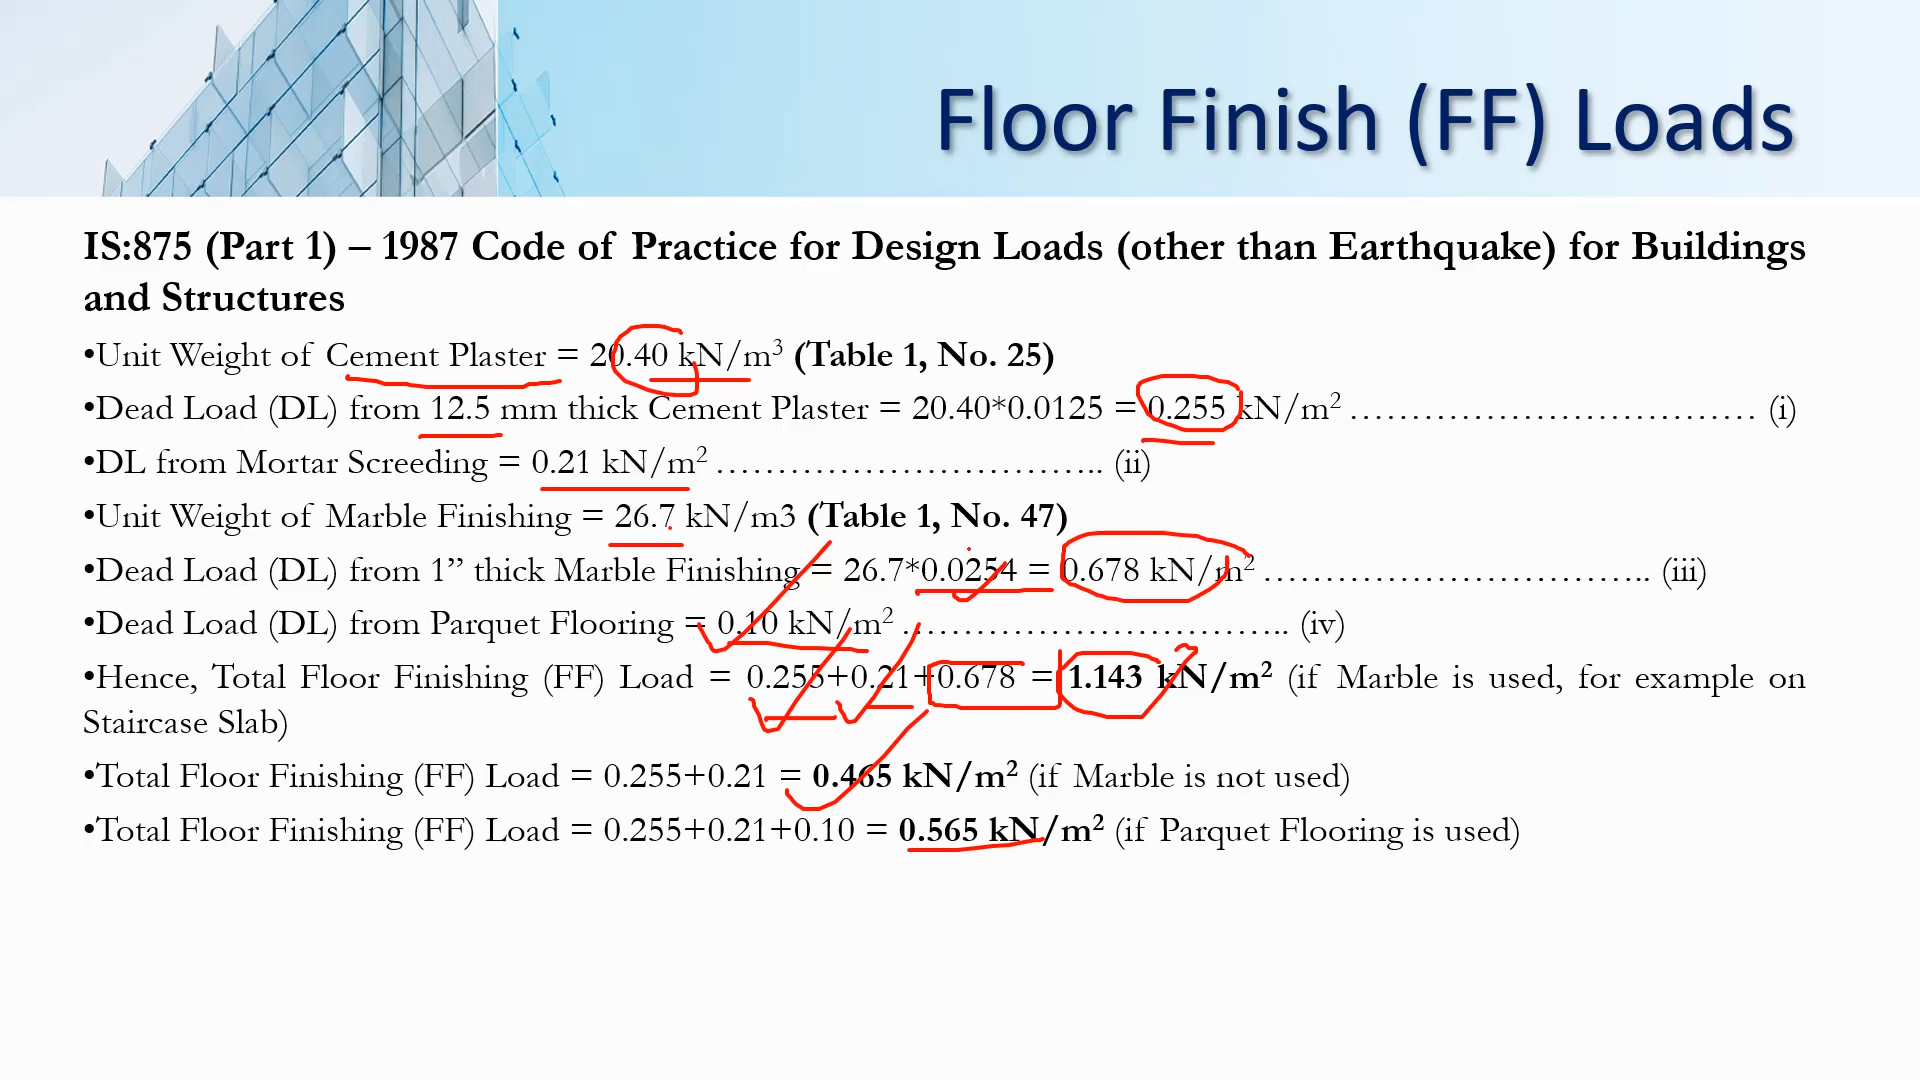 Floor Finish (FF) Loads
IS:875 (Part 1) – 1987 Code of Practice for Design Loads (other than Earthquake) for Buildings
and Structures
•Unit Weight of Cement Plaster = 20.40 kN/m³ (Table 1, No. 25)
•Dead Load (DL) from 12.5 mm thick Cement Plaster = 20.40*0.0125 = 0.255 kN/m² …………………………… (i)
•DL from Mortar Screeding = 0.21 kN/m² ………………………….. (ii)
•Unit Weight of Marble Finishing = 26.7 kN/m3 (Table 1, No. 47)
•Dead Load (DL) from 1” thick Marble Finishing = 26.7*0.0254 = 0.678 kN/m² ………………………….. (iii)
•Dead Load (DL) from Parquet Flooring = 0.10 kN/m² ………………………….. (iv)
•Hence, Total Floor Finishing (FF) Load = 0.255+0.21+0.678 = 1.143 kN/m² (if Marble is used, for example on
Staircase Slab)
•Total Floor Finishing (FF) Load = 0.255+0.21 = 0.465 kN/m² (if Marble is not used)
•Total Floor Finishing (FF) Load = 0.255+0.21+0.10 = 0.565 kN/m² (if Parquet Flooring is used)